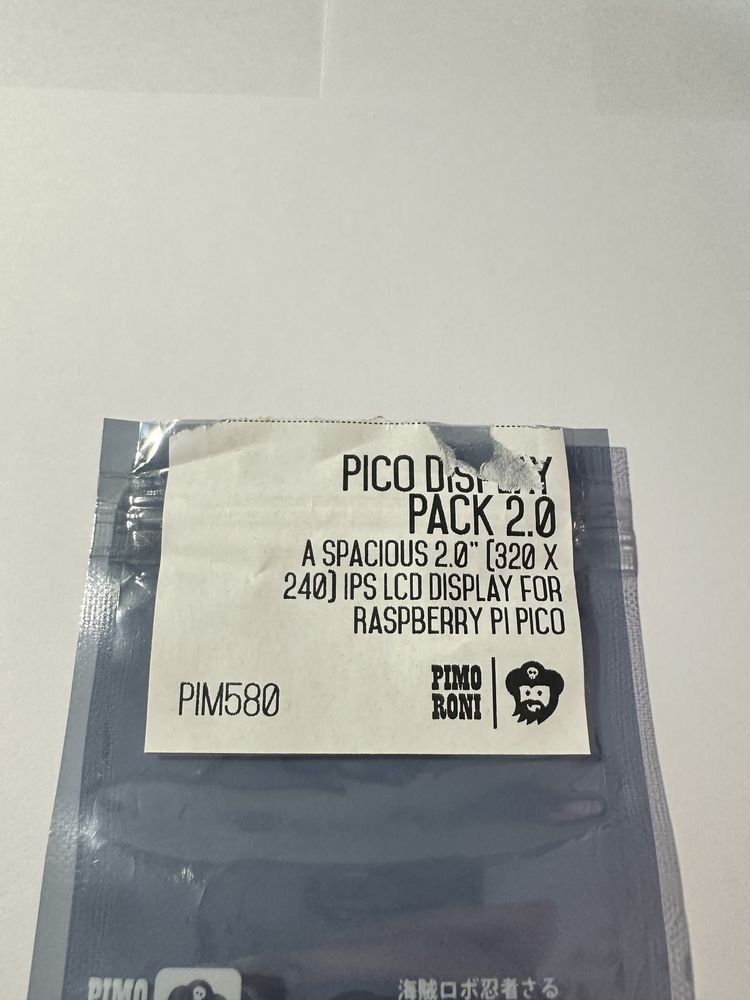 PICO DISPLAY
PACK 2.0
A SPACIOUS 2.0" (320 X
240) IPS LCD DISPLAY FOR
RASPBERRY PI PICO
PIM580
PIMO
RONI
PIMO
海賊ロボ忍者さる